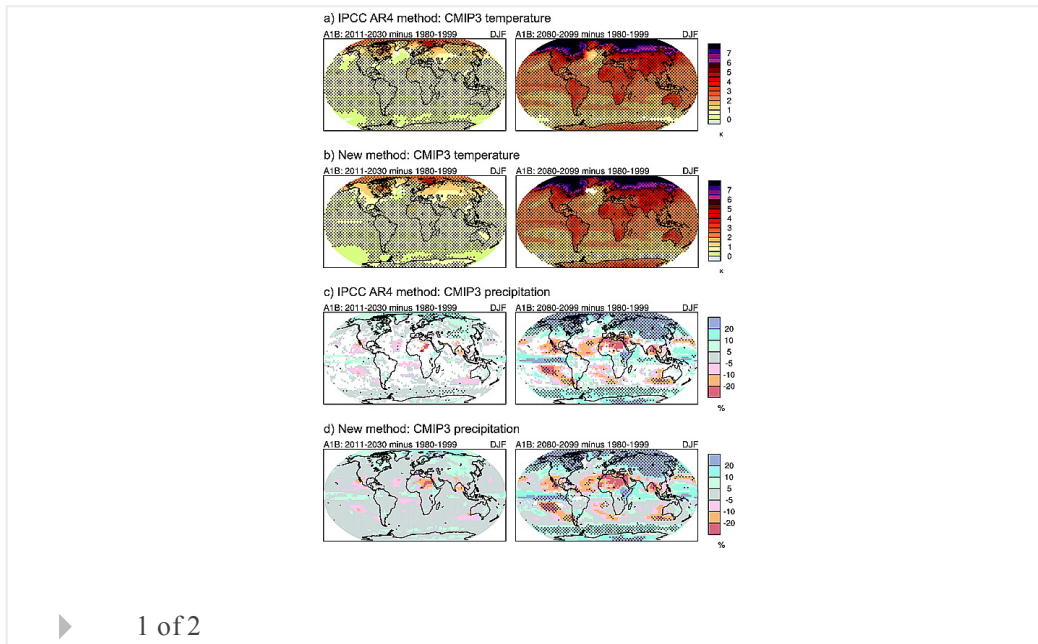 a) IPCC AR4 method: CMIP3 temperature
A1B: 2011-2030 minus 1980-1999 DJF A1B: 2080-2099 minus 1980-1999 DJF
7
6
5
4
3
2
1
0
K
b) New method: CMIP3 temperature
A1B: 2011-2030 minus 1980-1999 DJF A1B: 2080-2099 minus 1980-1999 DJF
7
6
5
4
3
2
1
0
K
c) IPCC AR4 method: CMIP3 precipitation
A1B: 2011-2030 minus 1980-1999 DJF A1B: 2080-2099 minus 1980-1999 DJF
20
10
5
-5
-10
-20
%
d) New method: CMIP3 precipitation
A1B: 2011-2030 minus 1980-1999 DJF A1B: 2080-2099 minus 1980-1999 DJF
20
10
5
-5
-10
-20
%
1 of 2